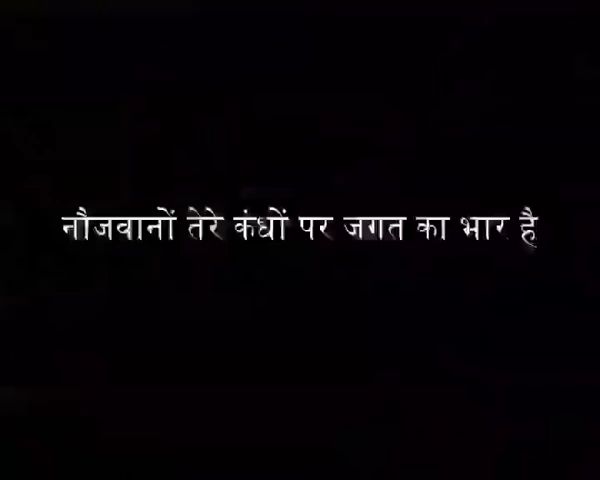 नौजवानों तेरे कंधों पर जगत का भार है